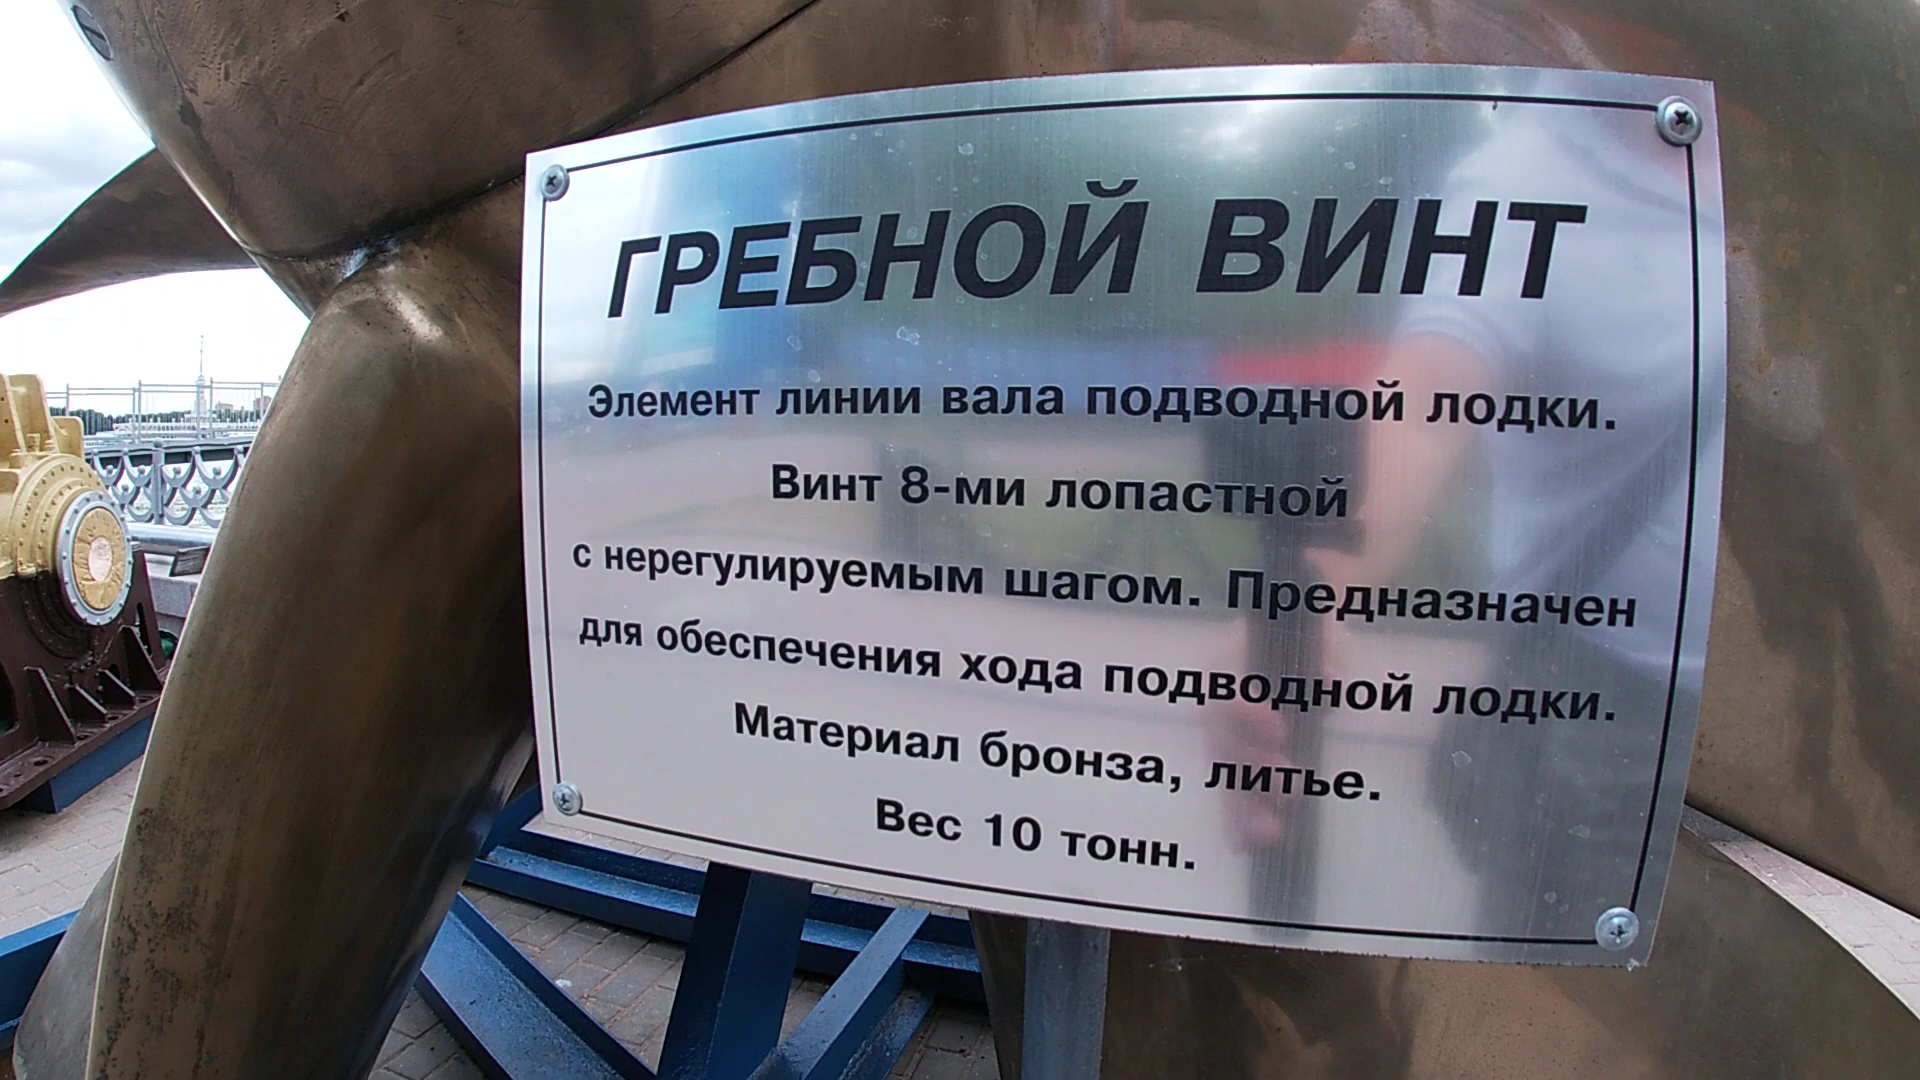 ГРЕБНОЙ ВИНТ
Элемент линии вала подводной лодки.
Винт 8-ми лопастной
с нерегулируемым шагом. Предназначен
для обеспечения хода подводной лодки.
Материал бронза, литье.
Вес 10 тонн.